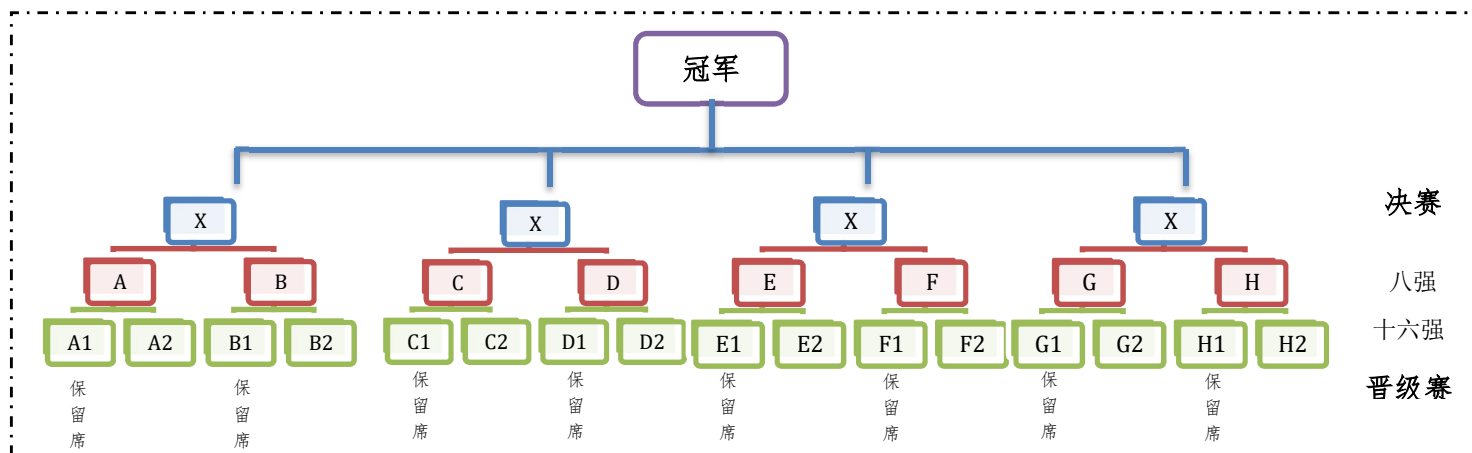 冠军
决赛
X X X X
A B C D E F G H
八强
A1 A2 B1 B2 C1 C2 D1 D2 E1 E2 F1 F2 G1 G2 H1 H2
十六强
晋级赛
保留席 保留席 保留席 保留席 保留席 保留席 保留席 保留席